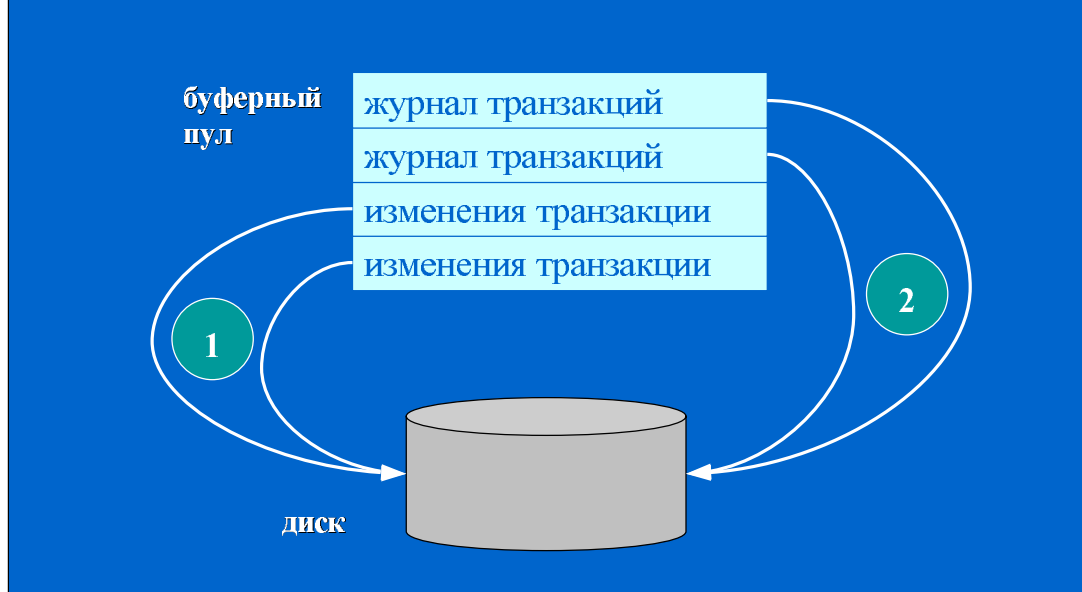 буферный
пул
журнал транзакций
журнал транзакций
изменения транзакции
изменения транзакции
1
2
диск